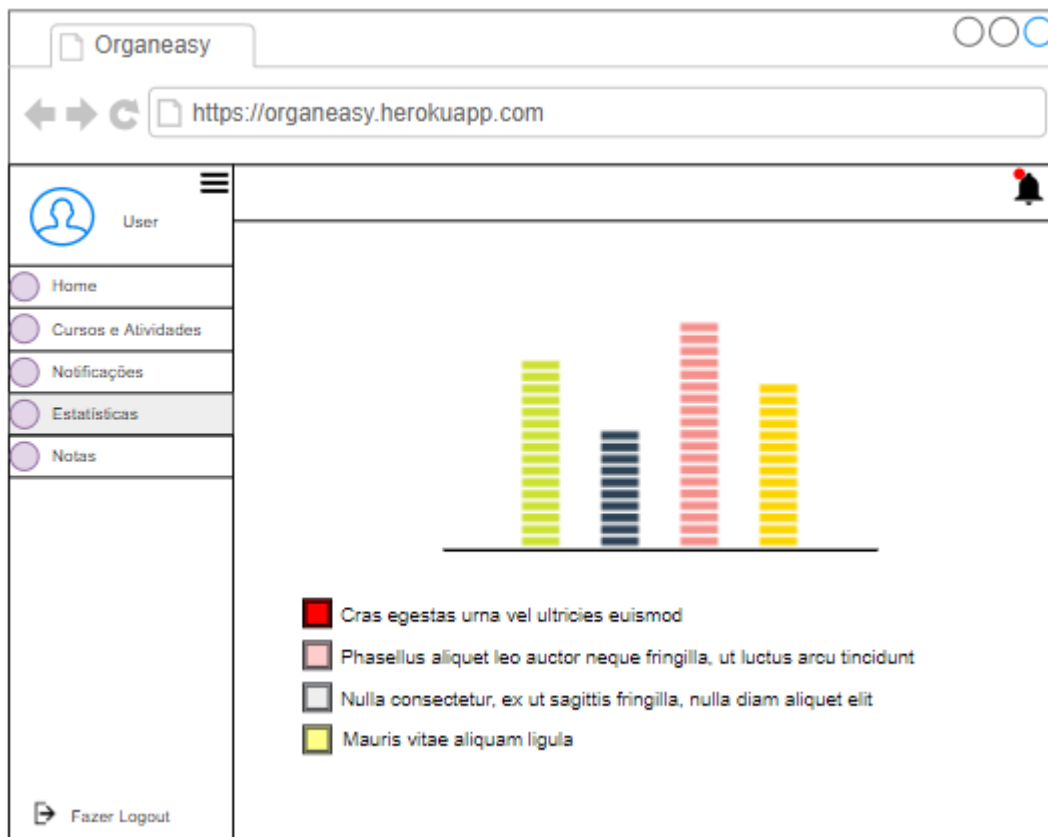 Organeasy
https://organeasy.herokuapp.com
User
Home
Cursos e Atividades
Notificações
Estatísticas
Notas
Cras egestas urna vel ultricies euismod
Phasellus aliquet leo auctor neque fringilla, ut luctus arcu tincidunt
Nulla consectetur, ex ut sagittis fringilla, nulla diam aliquet elit
Mauris vitae aliquam ligula
Fazer Logout